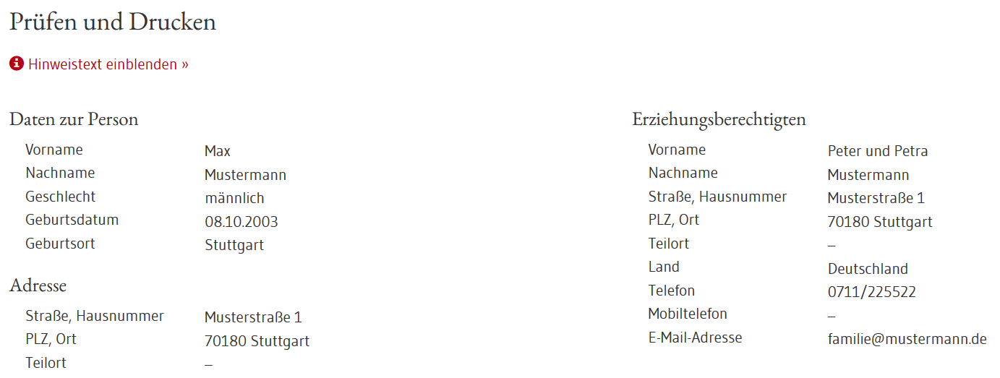 Prüfen und Drucken
Hinweistext einblenden »
Daten zur Person
Vorname Max
Nachname Mustermann
Geschlecht männlich
Geburtsdatum 08.10.2003
Geburtsort Stuttgart
Adresse
Straße, Hausnummer Musterstraße 1
PLZ, Ort 70180 Stuttgart
Teilort –
Erziehungsberechtigten
Vorname Peter und Petra
Nachname Mustermann
Straße, Hausnummer Musterstraße 1
PLZ, Ort 70180 Stuttgart
Teilort –
Land Deutschland
Telefon 0711/225522
Mobiltelefon –
E-Mail-Adresse familie@mustermann.de